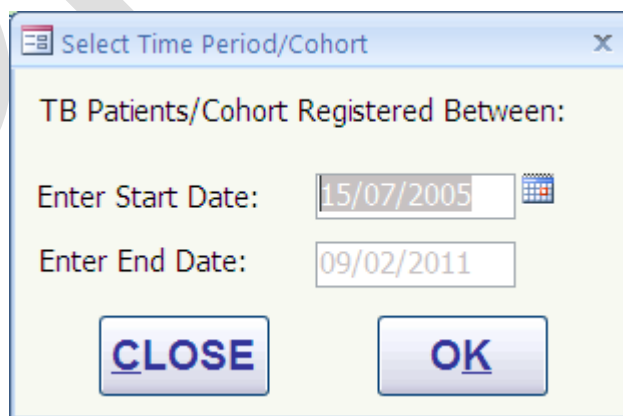 Select Time Period/Cohort
TB Patients/Cohort Registered Between:
Enter Start Date: 15/07/2005
Enter End Date: 09/02/2011
CLOSE OK